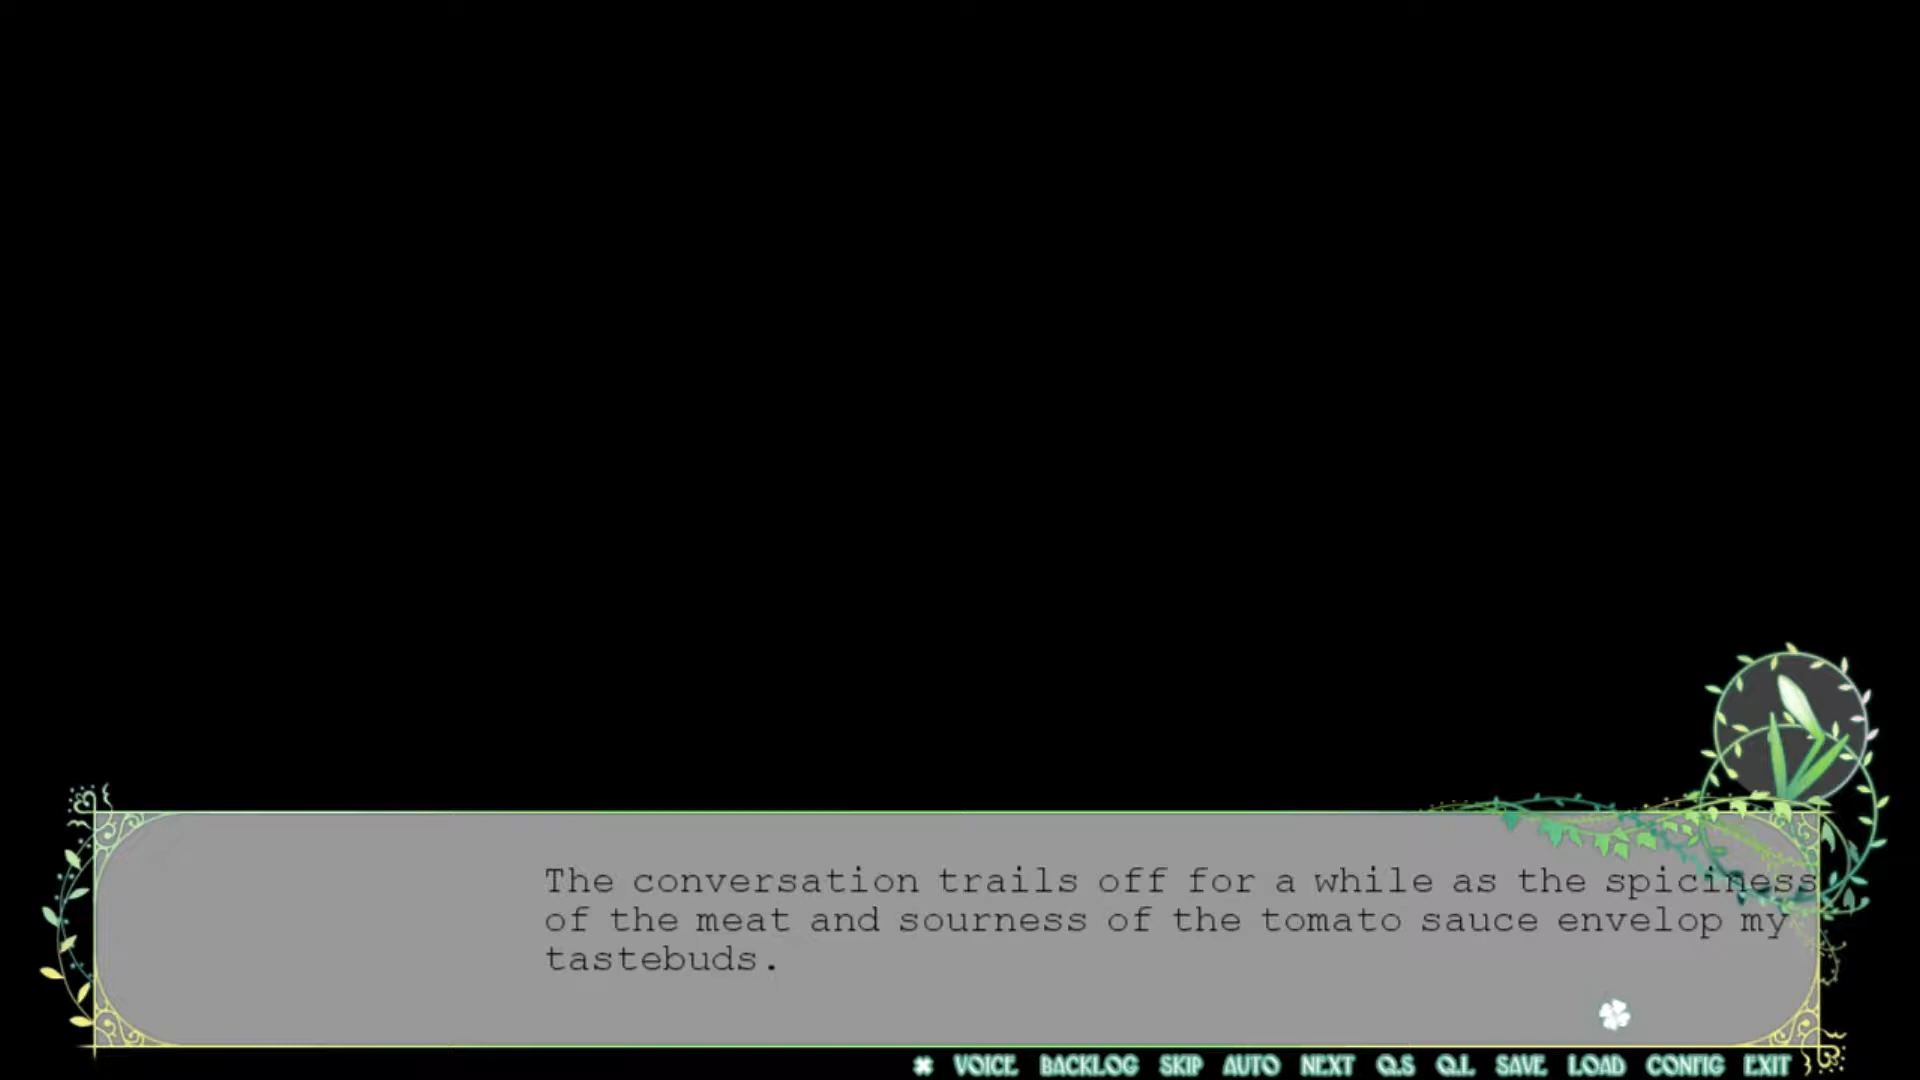 The conversation trails off for a while as the spiciness
of the meat and sourness of the tomato sauce envelop my
tastebuds.
VOICE BACKLOG SKIP AUTO NEXT Q.S Q.L SAVE LOAD CONFIG EXIT